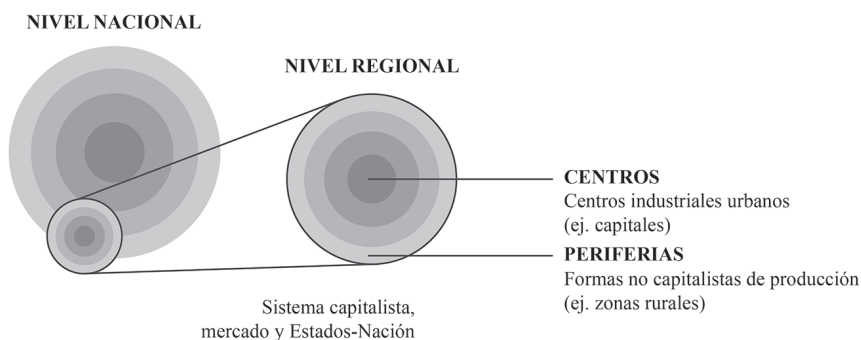 NIVEL NACIONAL
NIVEL REGIONAL
CENTROS
Centros industriales urbanos
(ej. capitales)
PERIFERIAS
Formas no capitalistas de producción
(ej. zonas rurales)
Sistema capitalista,
mercado y Estados-Nación